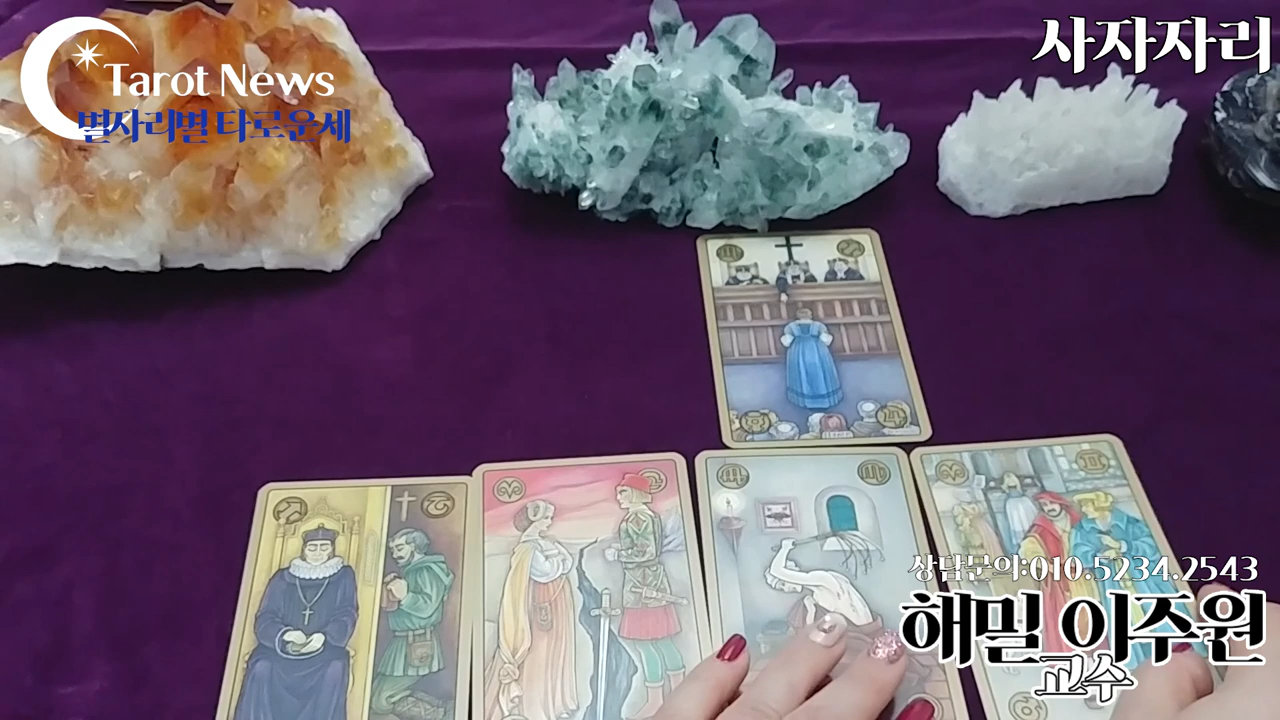 Tarot News
별자리별 타로운세
사자자리
상담문의:010.5234.2543
해밀 이주원
교수